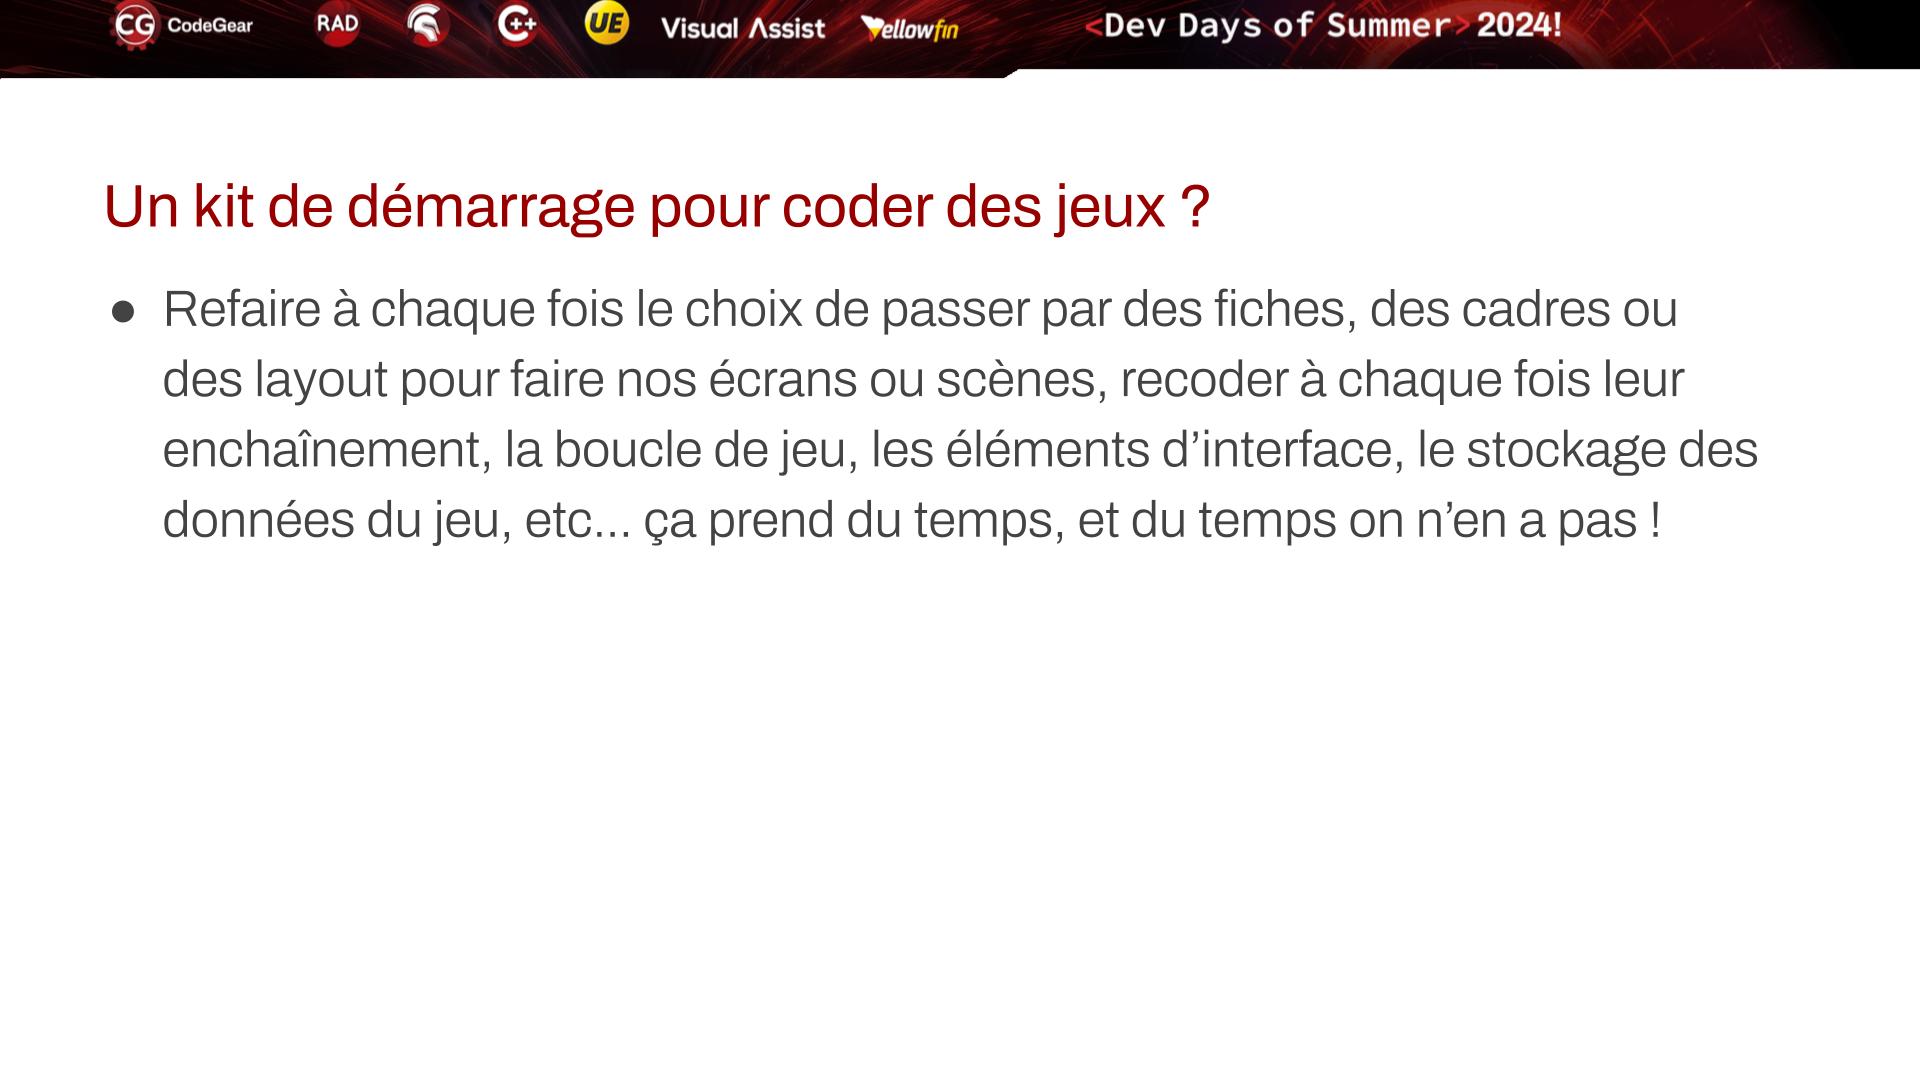 CG CodeGear RAD C++ UE Visual Assist Yellowfin <Dev Days of Summer> 2024!
Un kit de démarrage pour coder des jeux ?
● Refaire à chaque fois le choix de passer par des fiches, des cadres ou
des layout pour faire nos écrans ou scènes, recoder à chaque fois leur
enchaînement, la boucle de jeu, les éléments d’interface, le stockage des
données du jeu, etc… ça prend du temps, et du temps on n’en a pas !